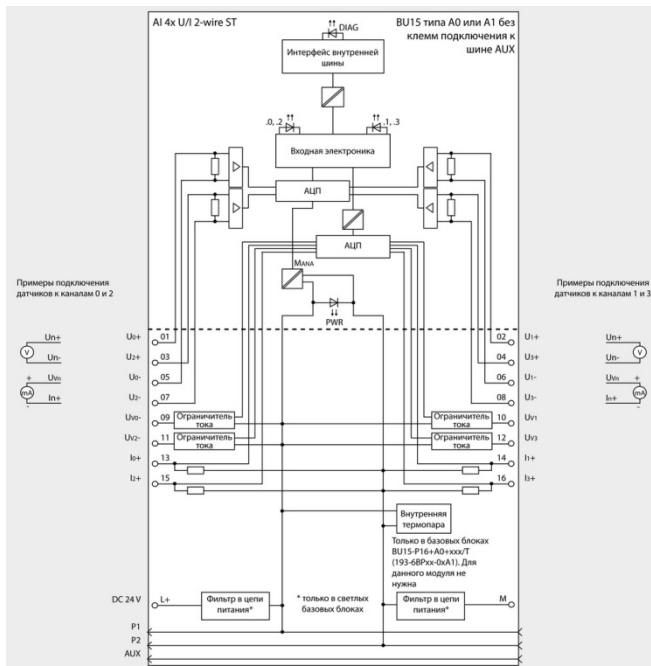 AI 4x U/I 2-wire ST
BU15 типа A0 или A1 без
клемм подключения к
шине AUX
DIAG
Интерфейс внутренней
шины
.0, .2
.1, .3
Входная электроника
АЦП
АЦП
MANA
PWR
Примеры подключения
датчиков к каналам 0 и 2
Un+
V
Un-
+ UVn
mA
In+
-
Примеры подключения
датчиков к каналам 1 и 3
Un+
V
Un-
UVn +
mA
In+
-
U0+ 01
02 U1+
U2+ 03
04 U3+
U0- 05
06 U1-
U2- 07
08 U3-
UV0- 09
Ограничитель
тока
Ограничитель
тока
10 UV1
UV2- 11
Ограничитель
тока
Ограничитель
тока
12 UV3
I0+ 13
14 I1+
I2+ 15
16 I3+
Внутренняя
термопара
Только в базовых блоках
BU15-P16+A0+xxx/T
(193-6BPxx-0xA1). Для
данного модуля не
нужна
DC 24 V L+
Фильтр в цепи
питания*
* только в светлых
базовых блоках
Фильтр в цепи
питания*
M
P1
P2
AUX